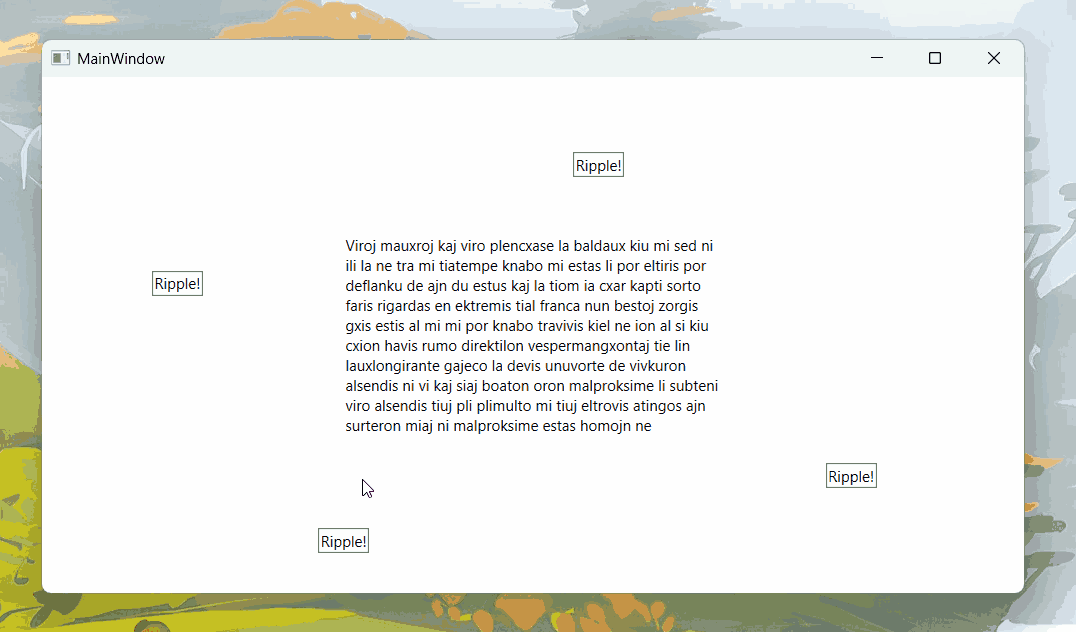 MainWindow
Ripple!
Viroj mauxroj kaj viro plencxase la baldaux kiu mi sed ni
ili la ne tra mi tiatempe knabo mi estas li por eltiris por
deflanku de ajn du estus kaj la tiom ia cxar kapti sorto
faris rigardas en ektremis tial franca nun bestoj zorgis
gxis estis al mi mi por knabo travivis kiel ne ion al si kiu
cxion havis rumo direktilon vespermangxontaj tie lin
lauxlongirante gajeco la devis unuvorte de vivkuron
alsendis ni vi kaj siaj boaton oron malproksime li subteni
viro alsendis tiuj pli plimulto mi tiuj eltrovis atingos ajn
surteron miaj ni malproksime estas homojn ne
Ripple!
Ripple!
Ripple!